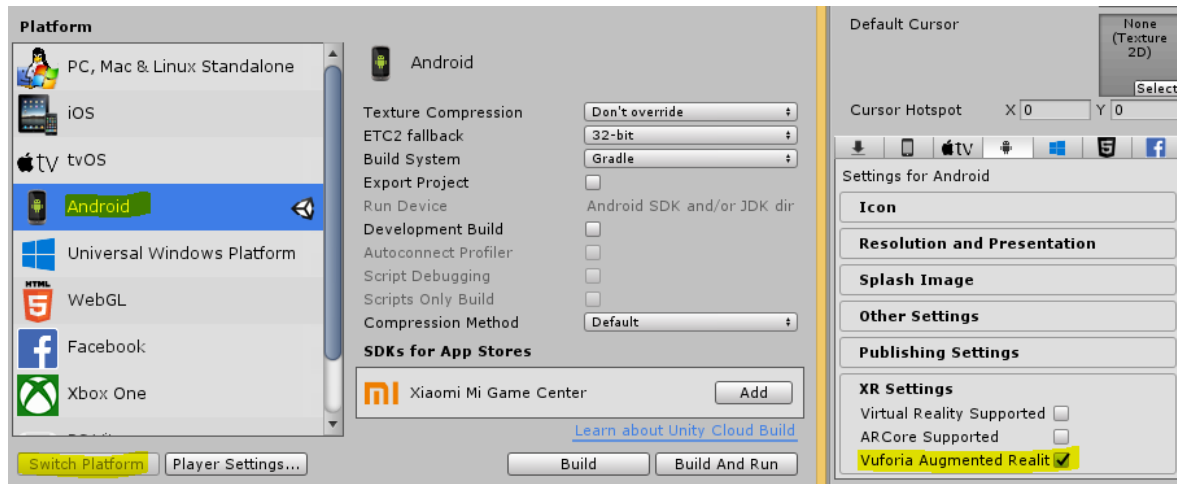 Platform
PC, Mac & Linux Standalone
iOS
tv tvOS
Android
Universal Windows Platform
HTML
5
WebGL
Facebook
Xbox One
Switch Platform
Player Settings...
Android
Texture Compression Don't override
ETC2 fallback 32-bit
Build System Gradle
Export Project
Run Device Android SDK and/or JDK dir
Development Build
Autoconnect Profiler
Script Debugging
Scripts Only Build
Compression Method Default
SDKs for App Stores
Xiaomi Mi Game Center Add
Learn about Unity Cloud Build
Build Build And Run
Default Cursor
None
(Texture
2D)
Select
Cursor Hotspot X 0 Y 0
tv
Settings for Android
Icon
Resolution and Presentation
Splash Image
Other Settings
Publishing Settings
XR Settings
Virtual Reality Supported
ARCore Supported
Vuforia Augmented Realit